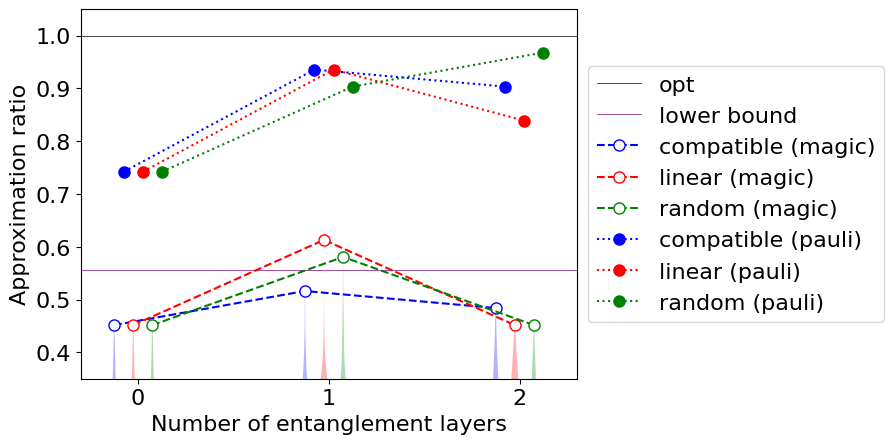 1.0
0.9
0.8
0.7
0.6
0.5
0.4
Approximation ratio
0
1
2
Number of entanglement layers
opt
lower bound
compatible (magic)
linear (magic)
random (magic)
compatible (pauli)
linear (pauli)
random (pauli)